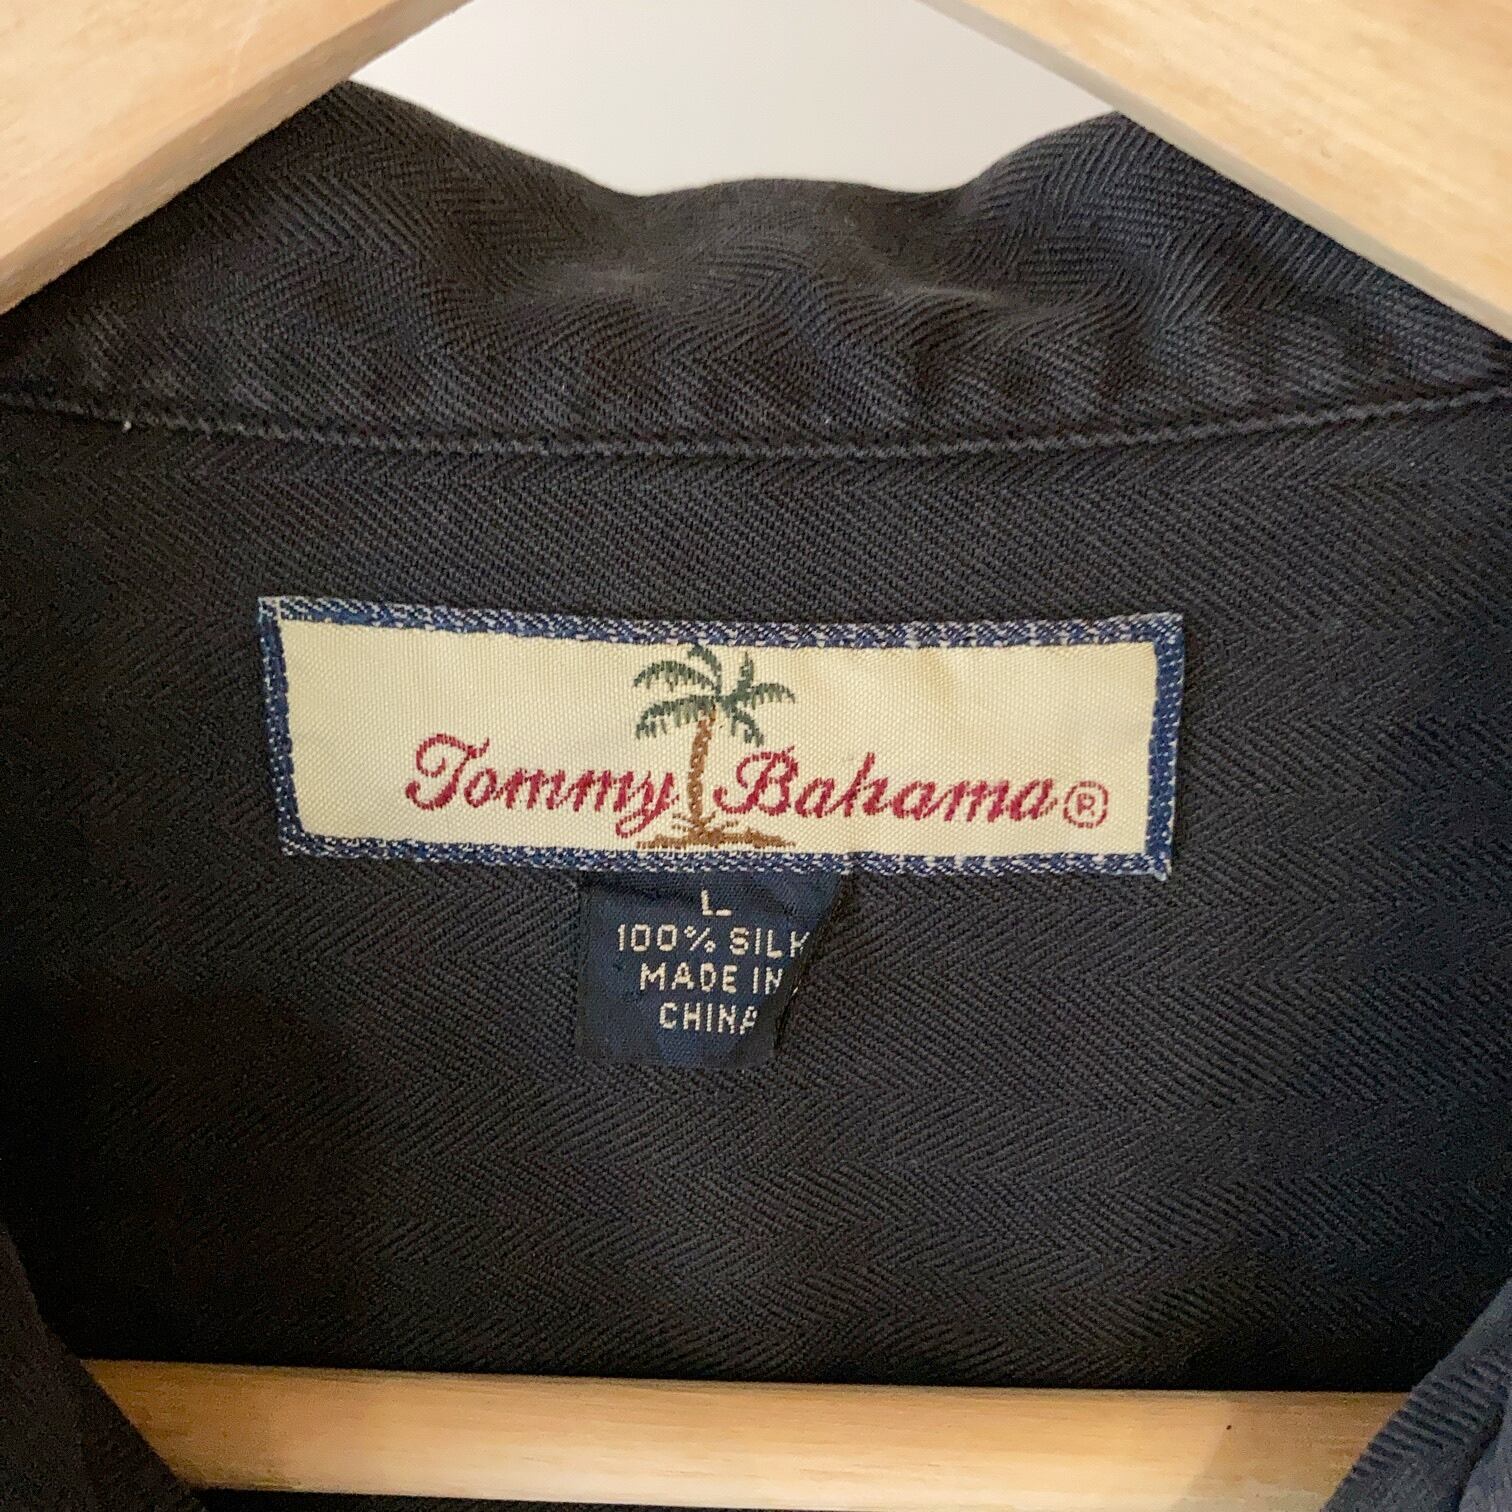 Tommy Bahama®
L
100% SILK
MADE IN
CHINA